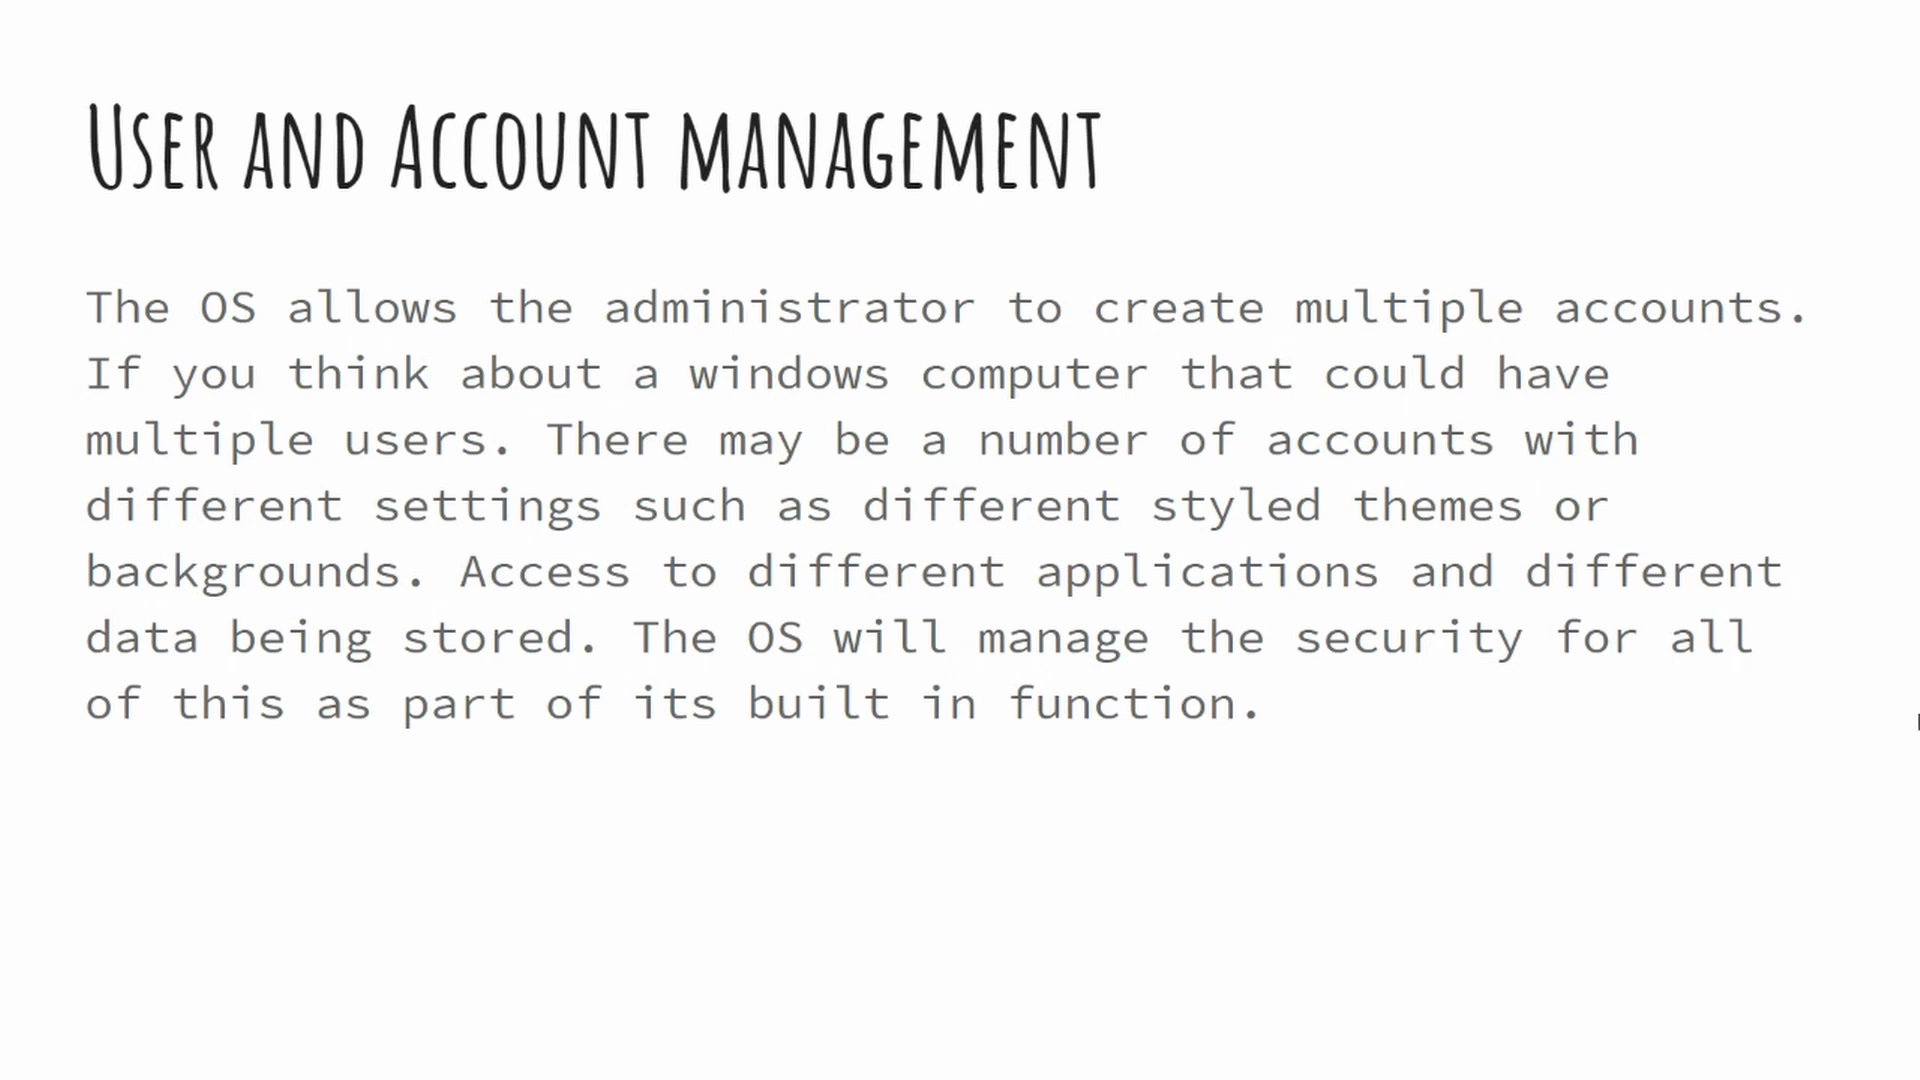 User and Account management
The OS allows the administrator to create multiple accounts.
If you think about a windows computer that could have
multiple users. There may be a number of accounts with
different settings such as different styled themes or
backgrounds. Access to different applications and different
data being stored. The OS will manage the security for all
of this as part of its built in function.